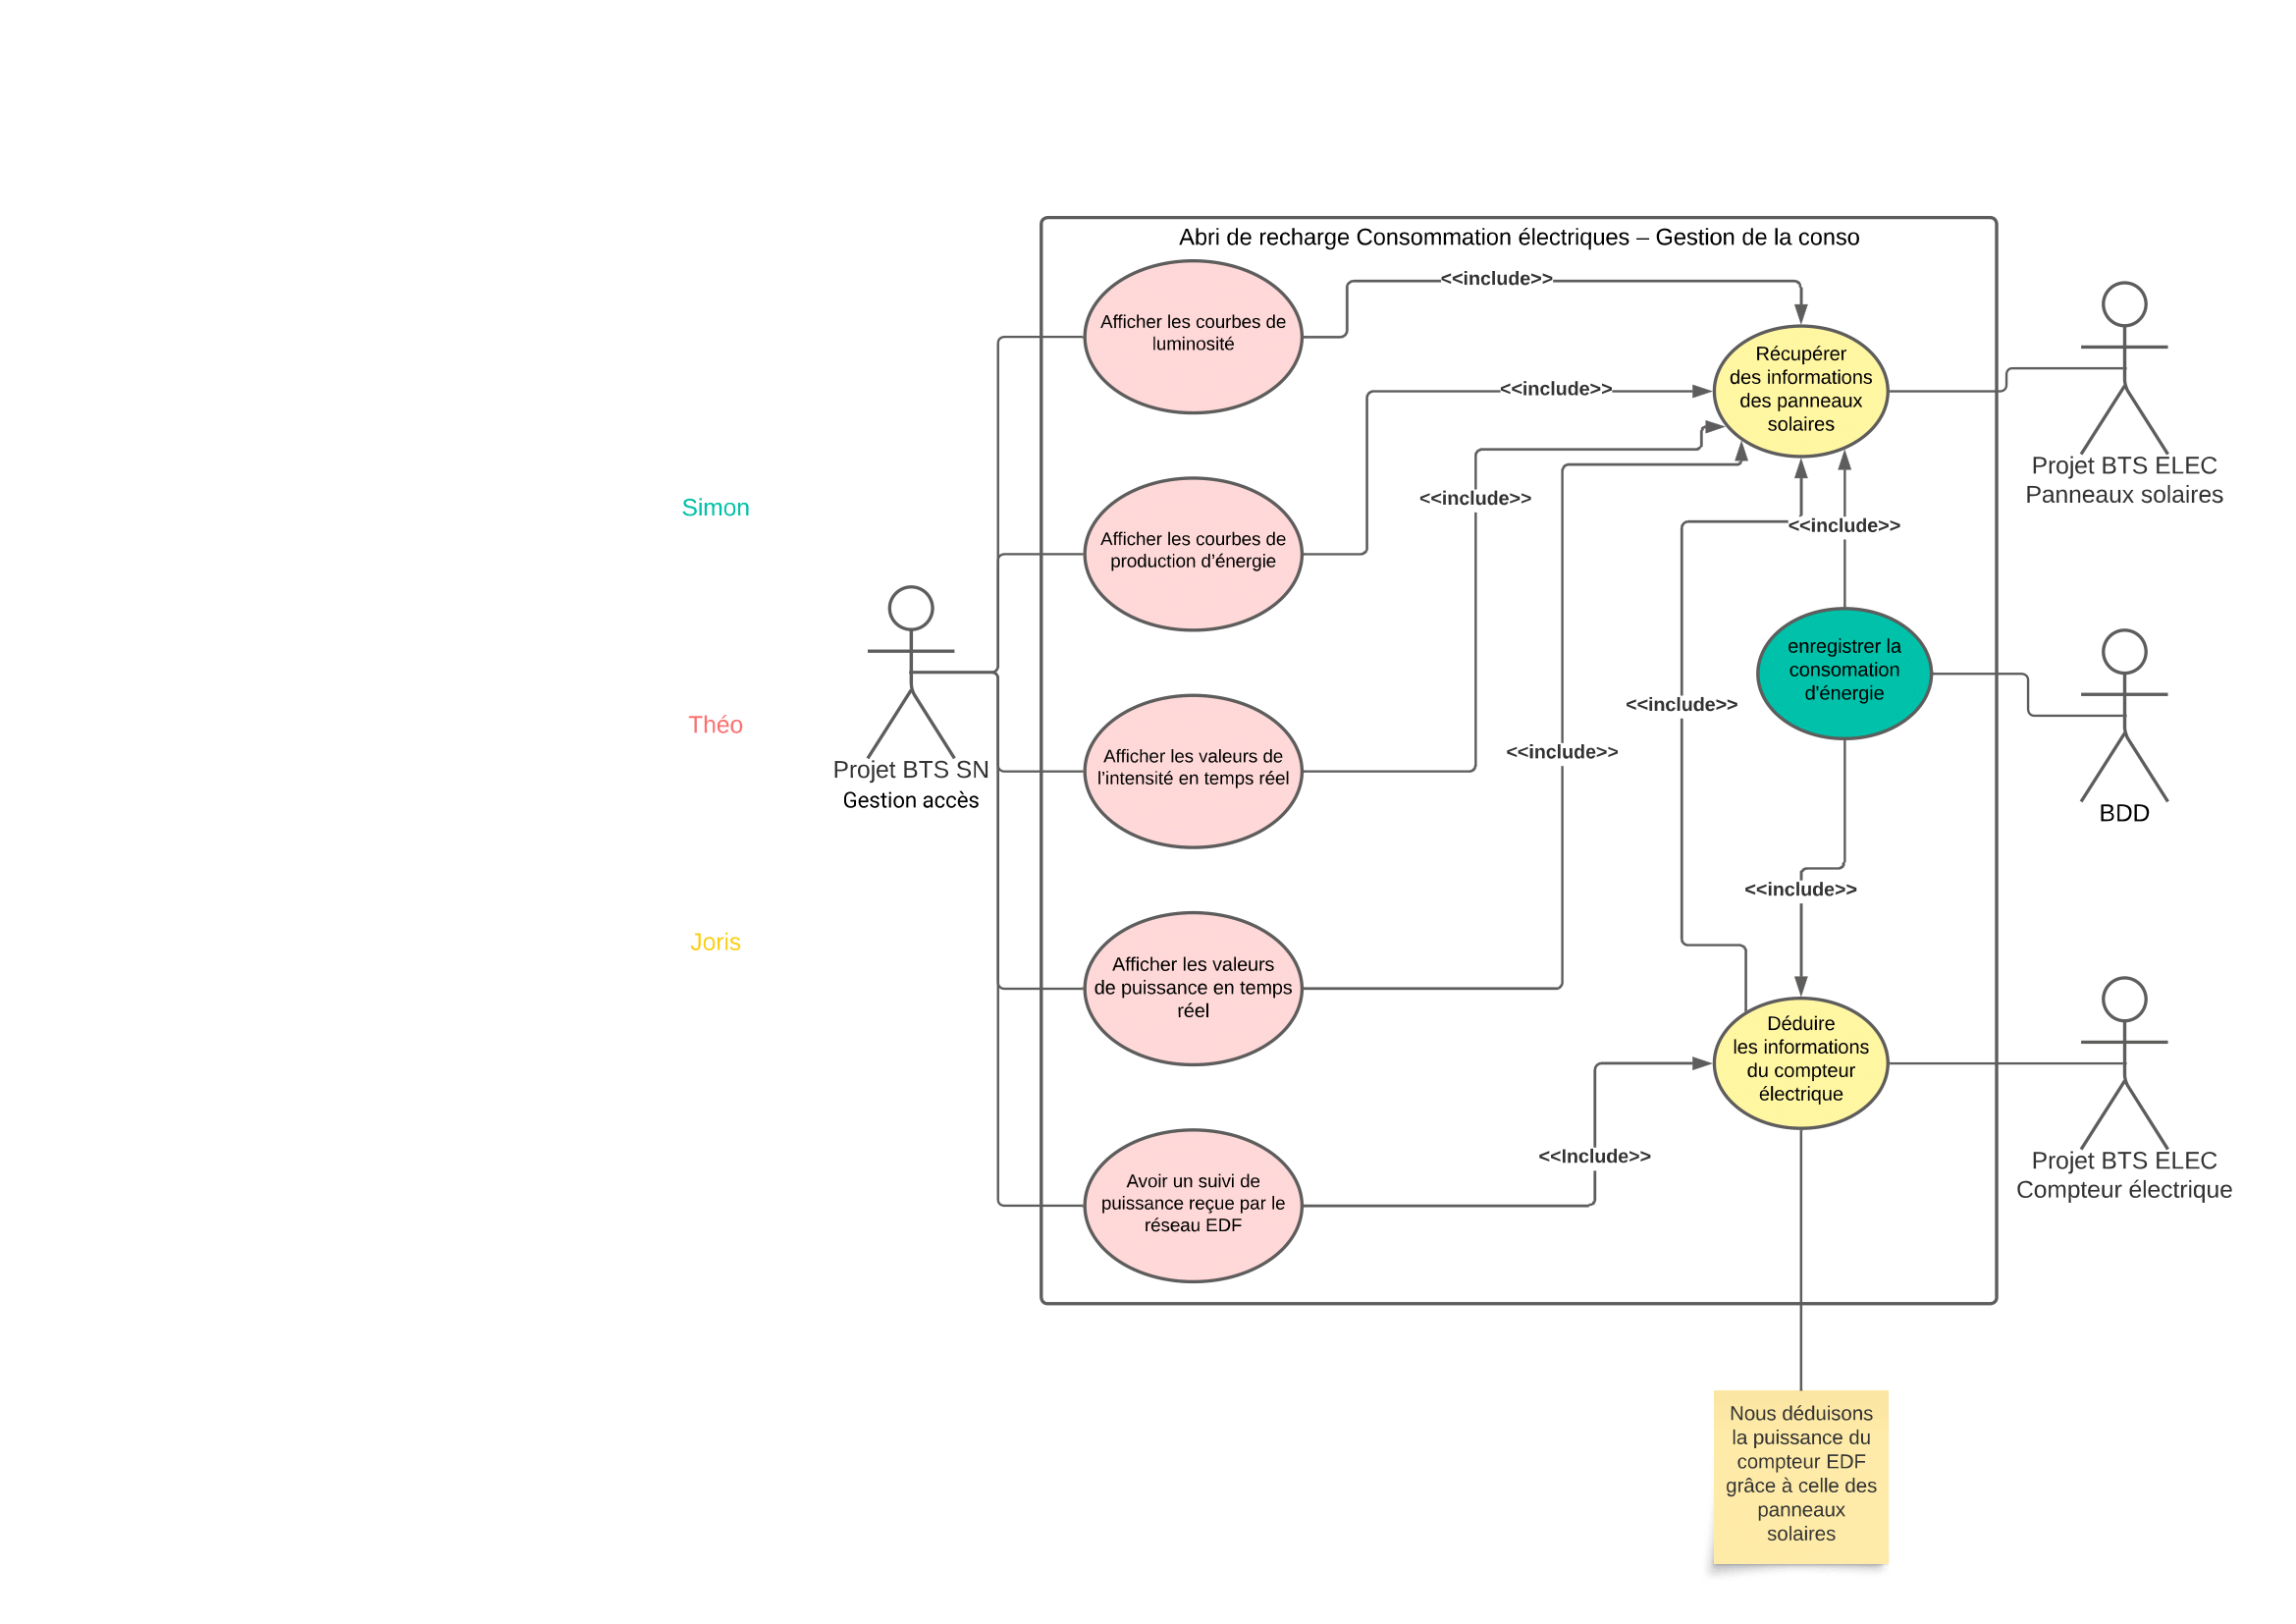 Abri de recharge Consommation électriques – Gestion de la conso
Simon
Théo
Joris
Projet BTS SN
Gestion accès
Afficher les courbes de
luminosité
Afficher les courbes de
production d'énergie
Afficher les valeurs de
l'intensité en temps réel
Afficher les valeurs
de puissance en temps
réel
Avoir un suivi de
puissance reçue par le
réseau EDF
<<include>>
<<include>>
<<include>>
<<include>>
<<include>>
<<include>>
<<include>>
<<Include>>
Récupérer
des informations
des panneaux
solaires
enregistrer la
consomation
d'énergie
Déduire
les informations
du compteur
électrique
Projet BTS ELEC
Panneaux solaires
BDD
Projet BTS ELEC
Compteur électrique
Nous déduisons
la puissance du
compteur EDF
grâce à celle des
panneaux
solaires